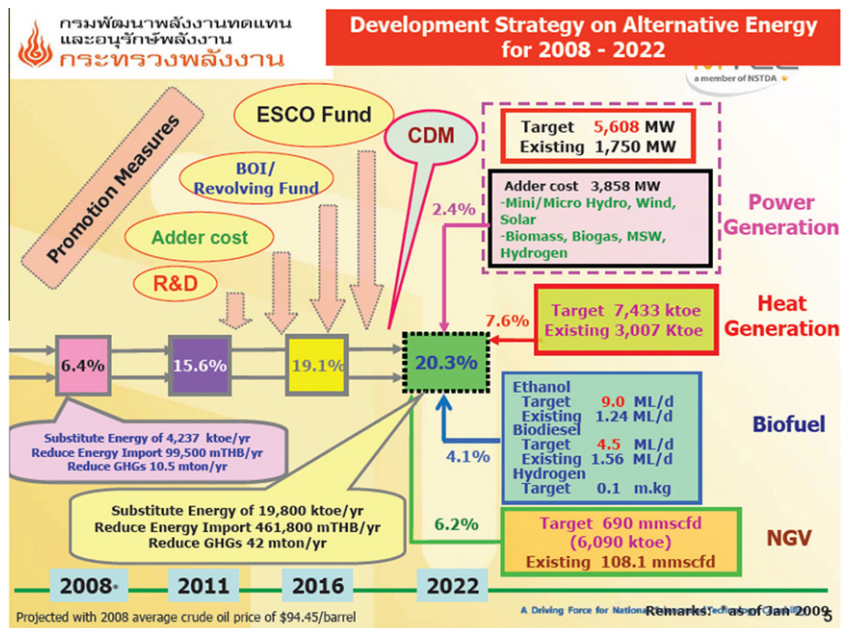 กรมพัฒนาพลังงานทดแทน
และอนุรักษ์พลังงาน
กระทรวงพลังงาน
Development Strategy on Alternative Energy
for 2008 - 2022
a member of NSTDA
Promotion Measures
ESCO Fund
BOI/
Revolving Fund
Adder cost
R&D
CDM
Target 5,608 MW
Existing 1,750 MW
Adder cost 3,858 MW
-Mini/Micro Hydro, Wind,
Solar
-Biomass, Biogas, MSW,
Hydrogen
Power
Generation
2.4%
7.6%
Target 7,433 ktoe
Existing 3,007 Ktoe
Heat
Generation
6.4%
15.6%
19.1%
20.3%
Ethanol
Target 9.0 ML/d
Existing 1.24 ML/d
Biodiesel
Target 4.5 ML/d
Existing 1.56 ML/d
Hydrogen
Target 0.1 m.kg
Biofuel
4.1%
Substitute Energy of 4,237 ktoe/yr
Reduce Energy Import 99,500 mTHB/yr
Reduce GHGs 10.5 mton/yr
Substitute Energy of 19,800 ktoe/yr
Reduce Energy Import 461,800 mTHB/yr
Reduce GHGs 42 mton/yr
6.2%
Target 690 mmscfd
(6,090 ktoe)
Existing 108.1 mmscfd
NGV
2008*
2011
2016
2022
Projected with 2008 average crude oil price of $94.45/barrel
A Driving Force for National
Remarks: *as of Jan 2009
5